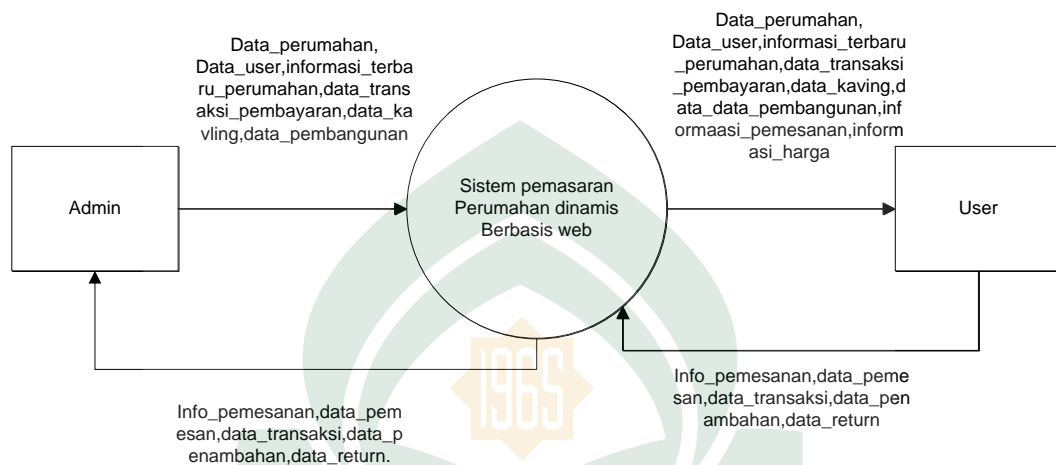 Data_perumahan,
Data_user,informasi_terba
ru_perumahan,data_trans
aksi_pembayaran,data_ka
vling,data_pembangunan
Data_perumahan,
Data_user,informasi_terbaru
_perumahan,data_transaksi
_pembayaran,data_kaving,d
ata_data_pembangunan,inf
ormaasi_pemesanan,inform
asi_harga
Admin
Sistem pemasaran
Perumahan dinamis
Berbasis web
User
1965
Info_pemesanan,data_pem
esan,data_transaksi,data_p
enambahan,data_return.
Info_pemesanan,data_peme
san,data_transaksi,data_pen
ambahan,data_return